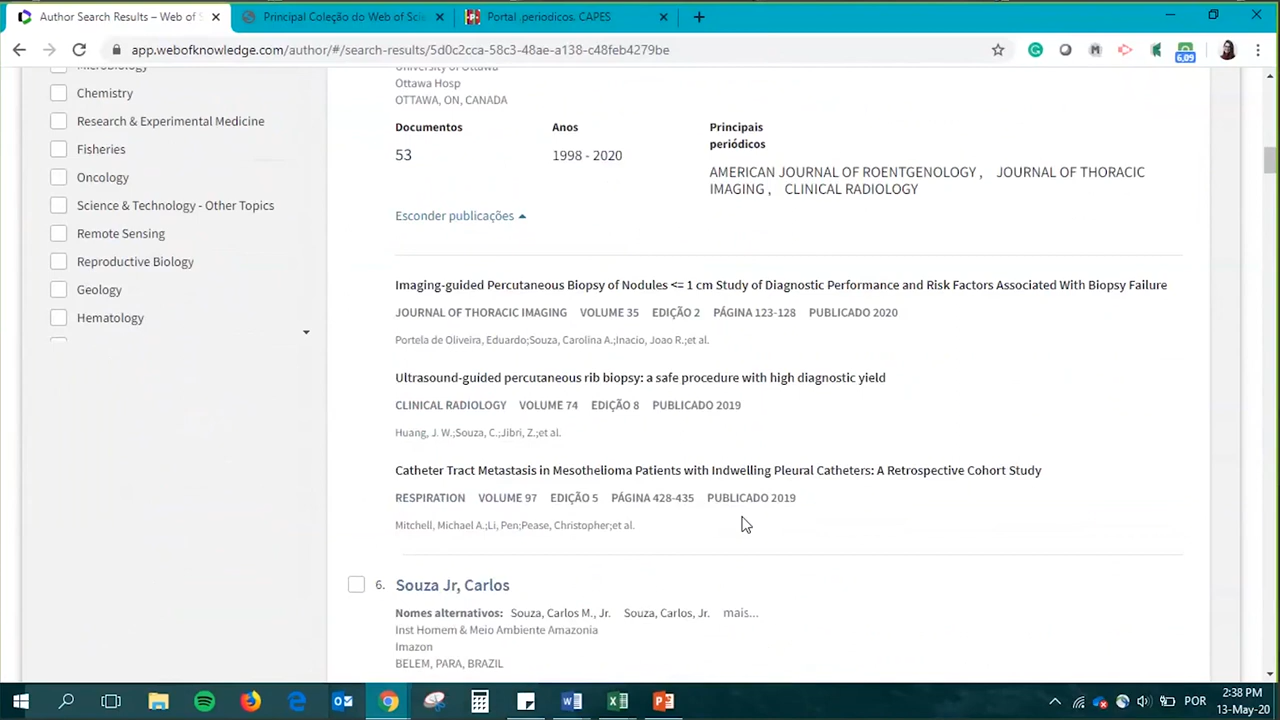 Author Search Results – Web of S
Principal Coleção do Web of Scie
Portal .periodicos. CAPES
app.webofknowledge.com/author/#/search-results/5d0c2cca-58c3-48ae-a138-c48feb4279be
6,09
Microbiology
Chemistry
Research & Experimental Medicine
Fisheries
Oncology
Science & Technology - Other Topics
Remote Sensing
Reproductive Biology
Geology
Hematology
University of Ottawa
Ottawa Hosp
OTTAWA, ON, CANADA
Documentos Anos Principais periódicos
53 1998 - 2020
AMERICAN JOURNAL OF ROENTGENOLOGY , JOURNAL OF THORACIC
IMAGING , CLINICAL RADIOLOGY
Esconder publicações
Imaging-guided Percutaneous Biopsy of Nodules <= 1 cm Study of Diagnostic Performance and Risk Factors Associated With Biopsy Failure
JOURNAL OF THORACIC IMAGING VOLUME 35 EDIÇÃO 2 PÁGINA 123-128 PUBLICADO 2020
Portela de Oliveira, Eduardo;Souza, Carolina A.;Inacio, Joao R.;et al.
Ultrasound-guided percutaneous rib biopsy: a safe procedure with high diagnostic yield
CLINICAL RADIOLOGY VOLUME 74 EDIÇÃO 8 PUBLICADO 2019
Huang, J. W.;Souza, C.;Jibri, Z.;et al.
Catheter Tract Metastasis in Mesothelioma Patients with Indwelling Pleural Catheters: A Retrospective Cohort Study
RESPIRATION VOLUME 97 EDIÇÃO 5 PÁGINA 428-435 PUBLICADO 2019
Mitchell, Michael A.;Li, Pen;Pease, Christopher;et al.
6. Souza Jr, Carlos
Nomes alternativos: Souza, Carlos M., Jr. Souza, Carlos, Jr. mais...
Inst Homem & Meio Ambiente Amazonia
Imazon
BELEM, PARA, BRAZIL
POR
2:38 PM
13-May-20